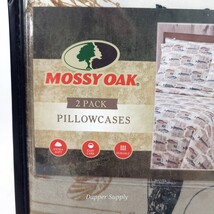 MOSSY OAK.
2 PACK
PILLOWCASES
Dapper Supply